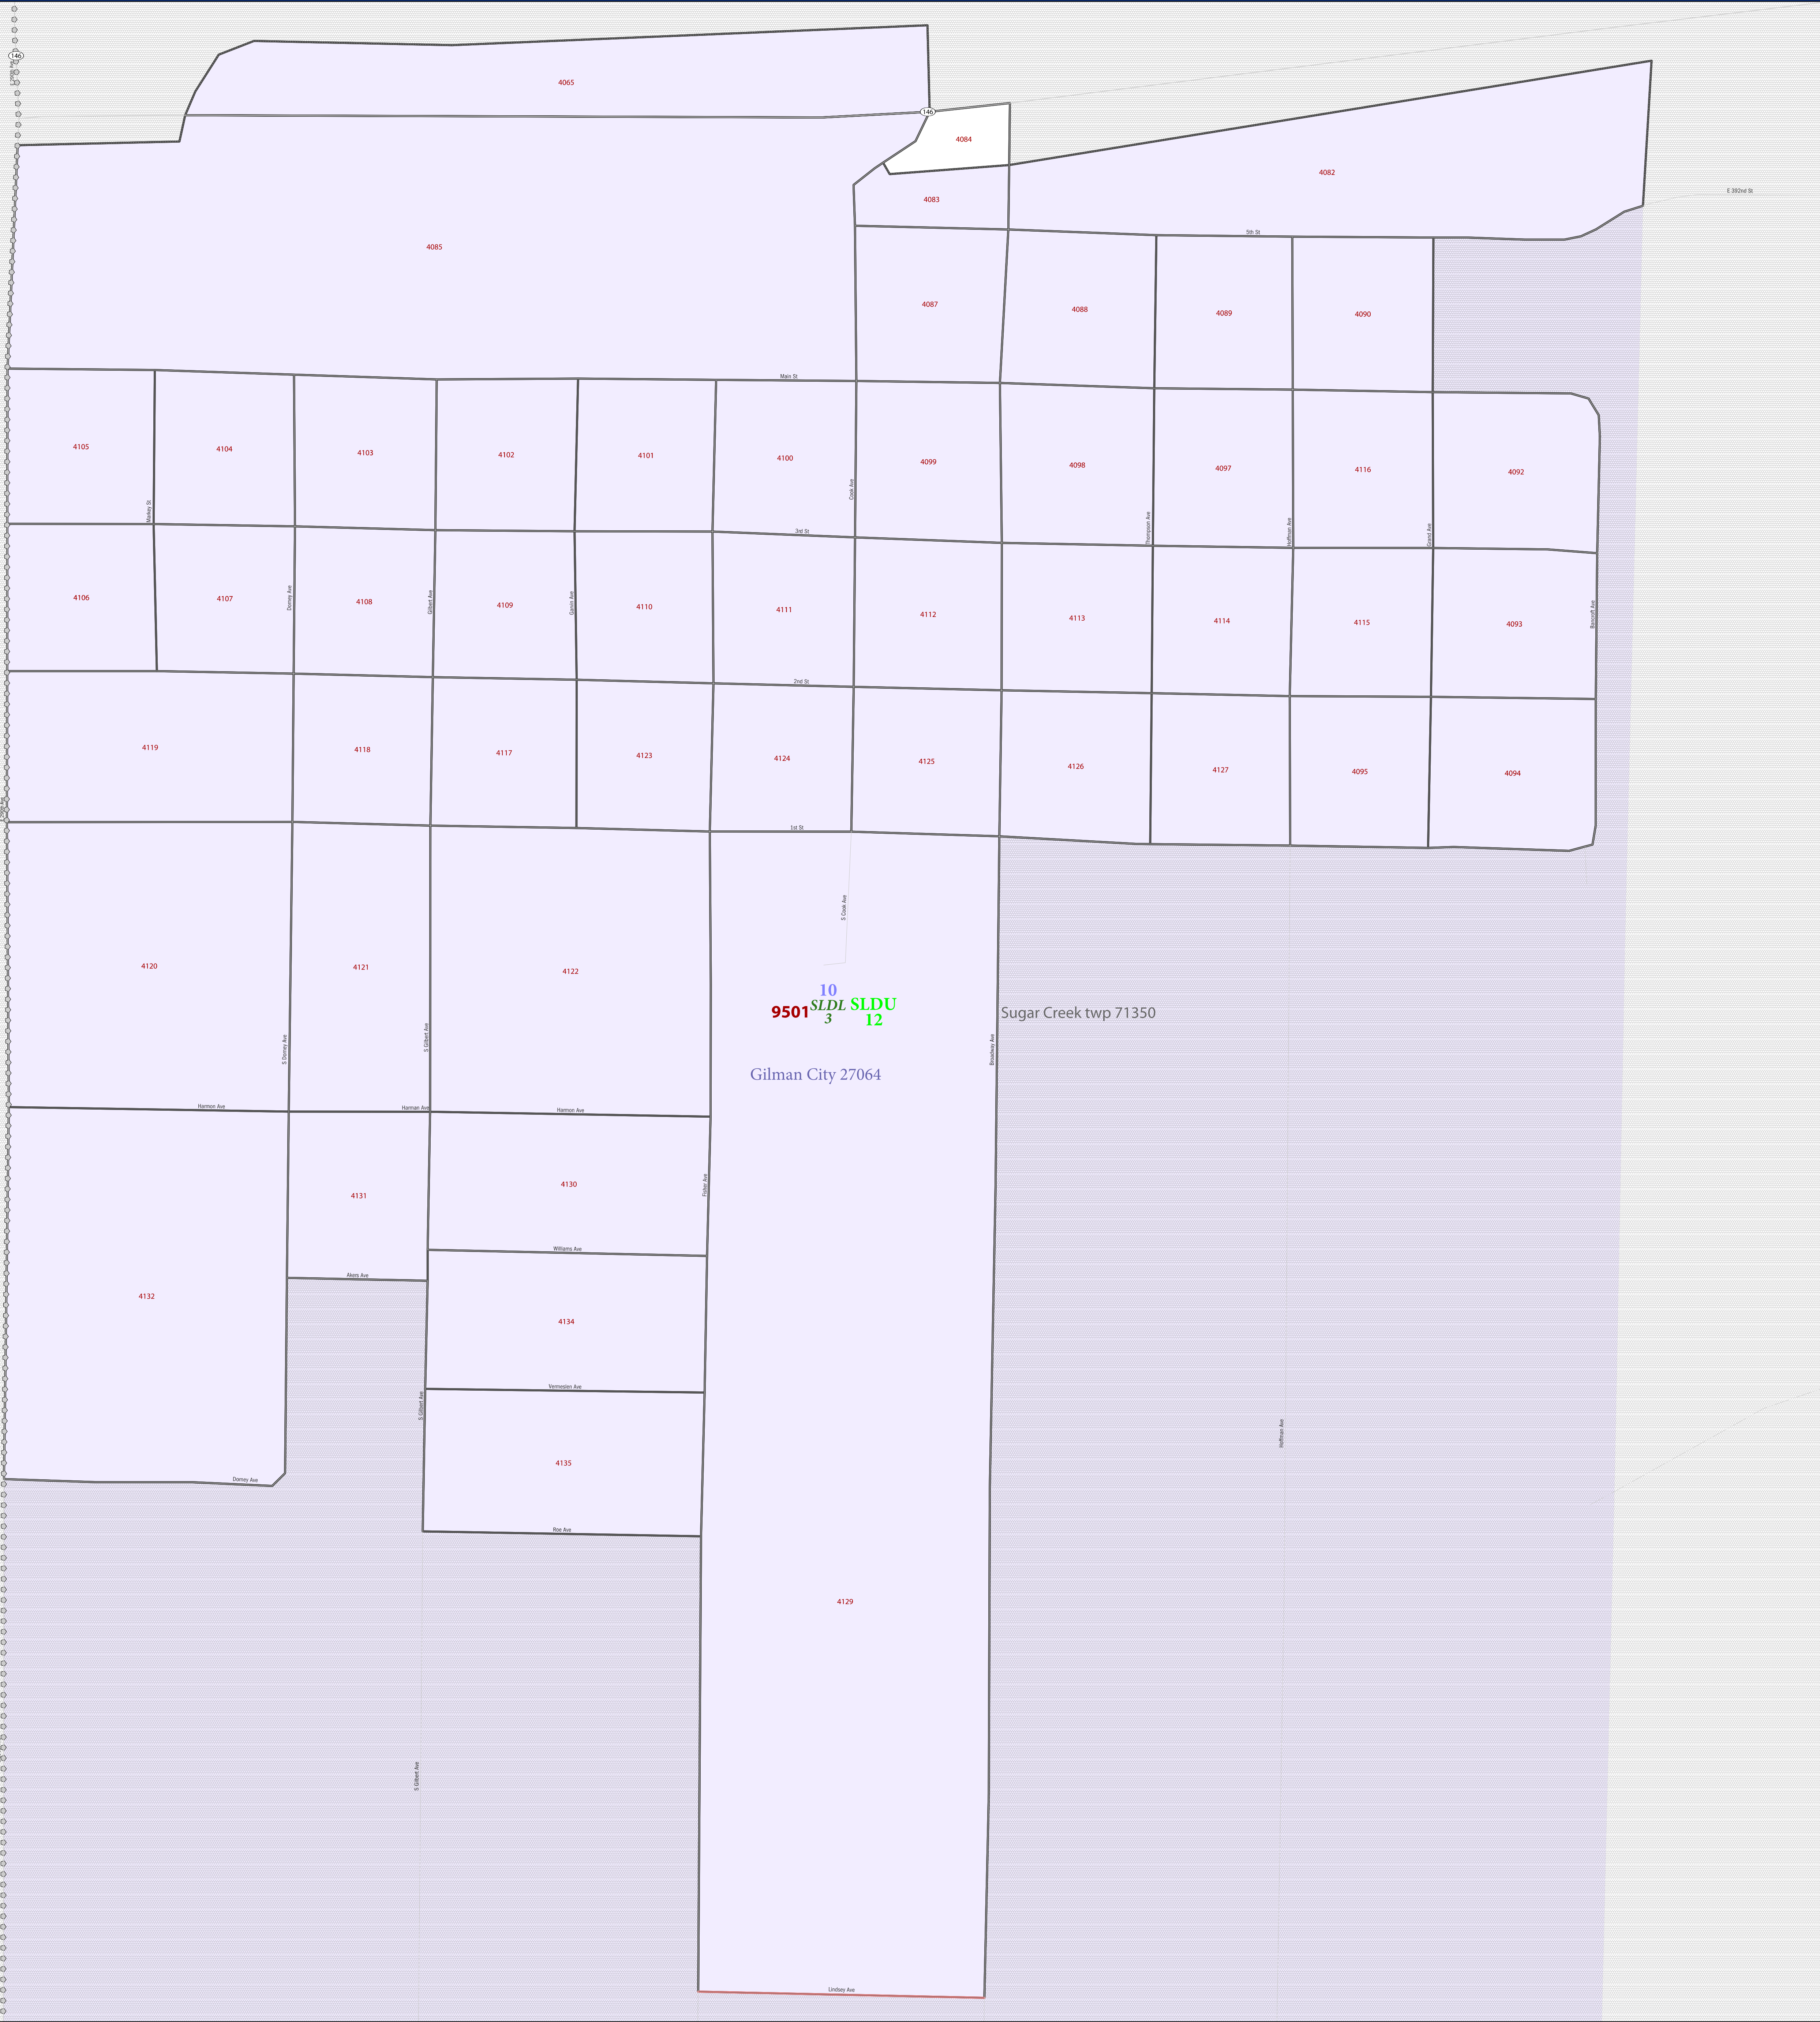 146
4065
146
4084
4082
E 392nd St
4083
5th St
4085
4087
4088
4089
4090
Main St
4105
4104
4103
4102
4101
4100
4099
4098
4097
4116
4092
Cook Ave
Markey St
3rd St
Thompson Ave
Hoffman Ave
Grand Ave
4106
4107
Dorney Ave
4108
Gilbert Ave
4109
4110
4111
4112
4113
4114
4115
4093
Bancroft Ave
2nd St
4119
4118
4117
4123
4124
4125
4126
4127
4095
4094
1st St
S Cook Ave
4120
4121
4122
10
9501
SLDL
3
SLDU
12
Sugar Creek twp 71350
S Dorney Ave
S Gilbert Ave
Broadway Ave
Gilman City 27064
Harmon Ave
Harman Ave
Harmon Ave
4131
4130
Fisher Ave
Williams Ave
Akers Ave
4132
4134
Vermeslen Ave
S Gilbert Ave
Hoffman Ave
4135
Dorney Ave
Roe Ave
4129
S Gilbert Ave
Lindsey Ave